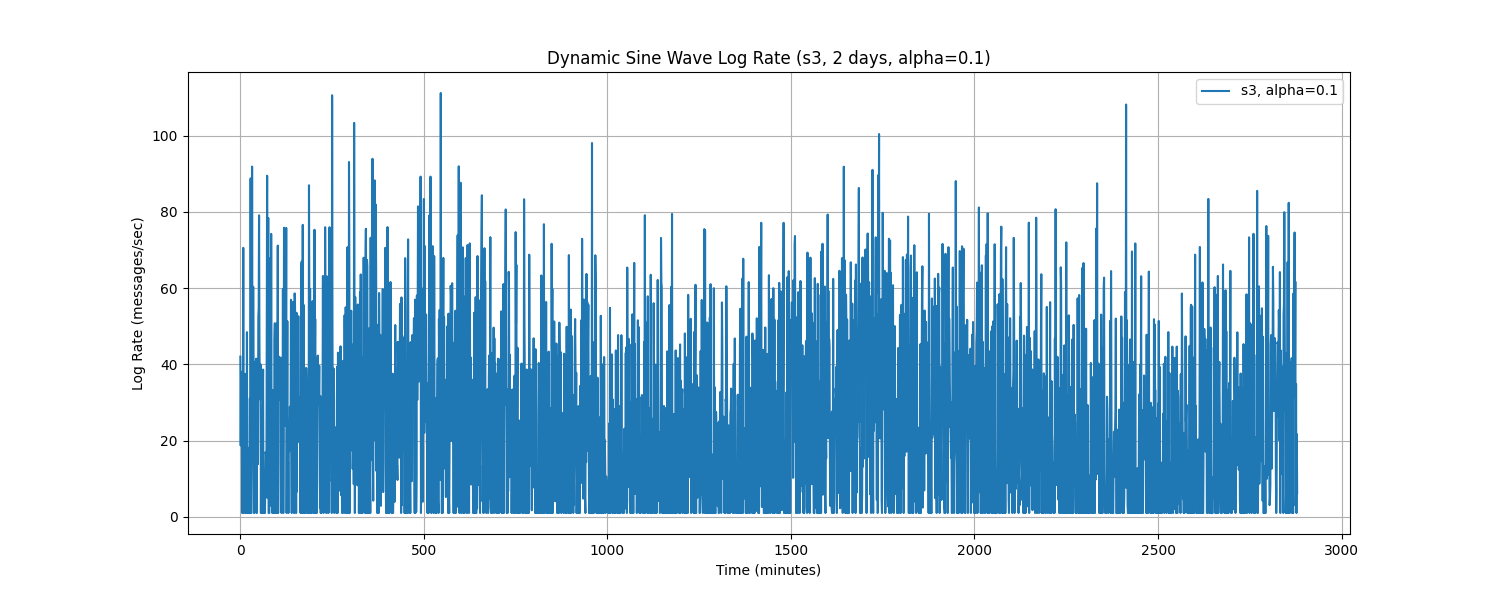 Dynamic Sine Wave Log Rate (s3, 2 days, alpha=0.1)
s3, alpha=0.1
Log Rate (messages/sec)
100
80
60
40
20
0
0 500 1000 1500 2000 2500 3000
Time (minutes)